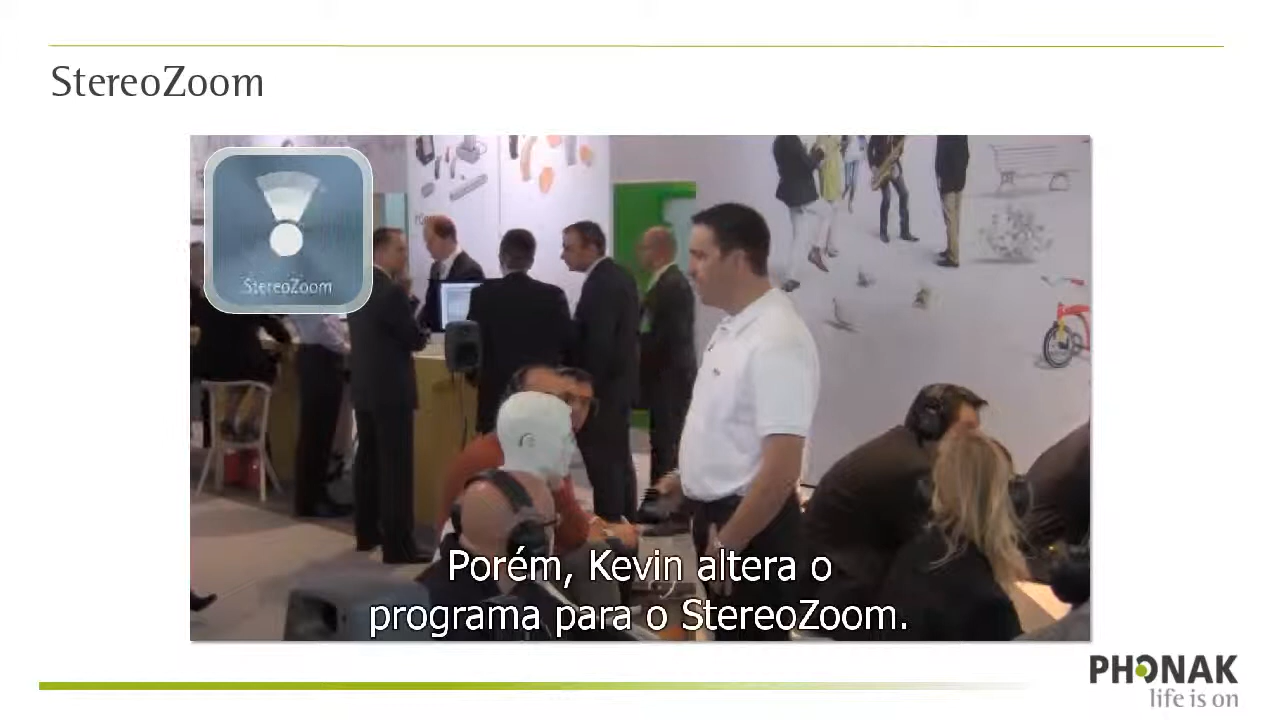 StereoZoom
StereoZoom
Porém, Kevin altera o
programa para o StereoZoom.
PHONAK
life is on